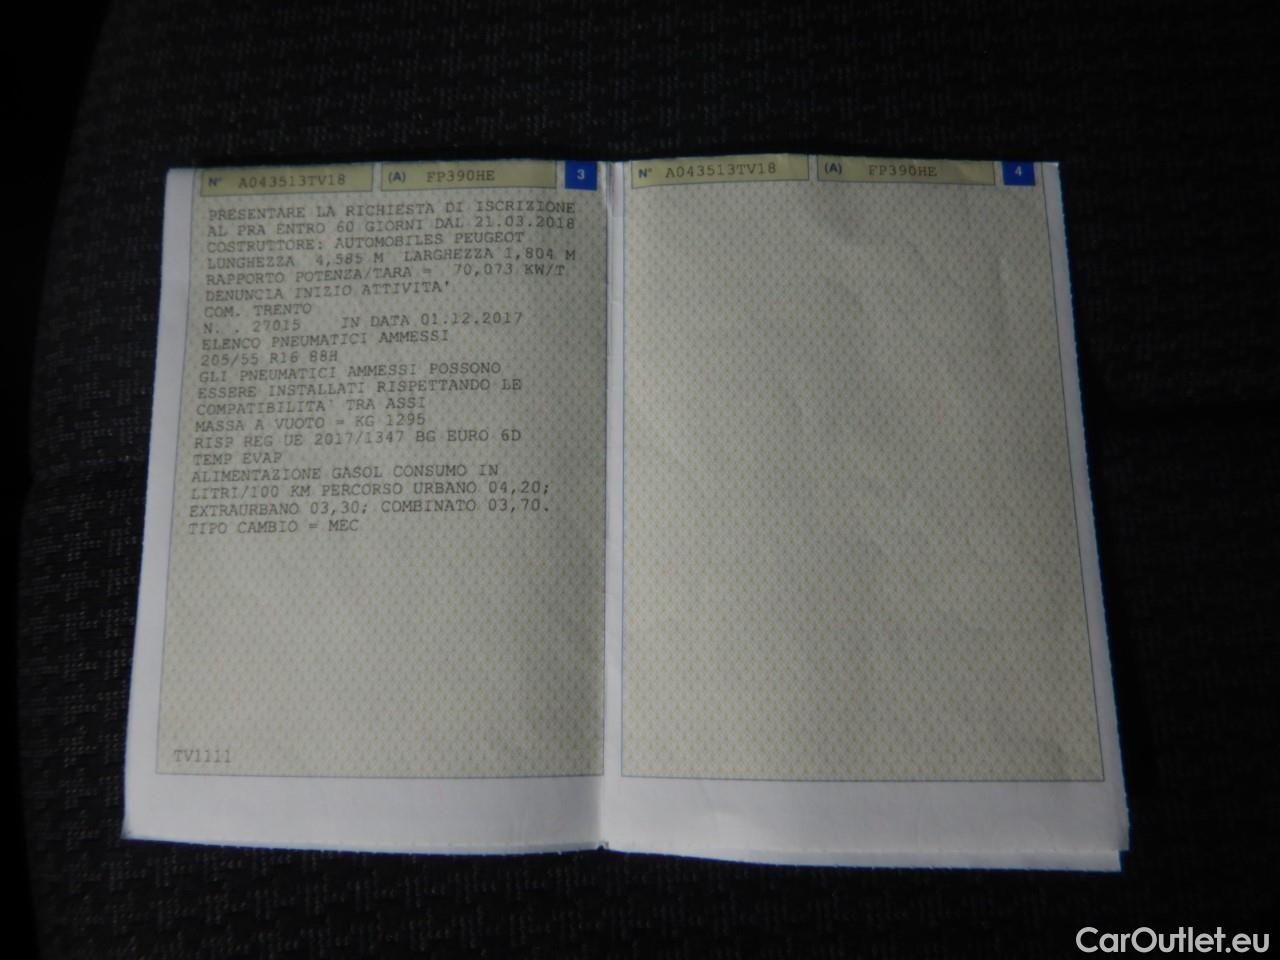 N° A043513TV18 (A) FP390HE 3
PRESENTARE LA RICHIESTA DI ISCRIZIONE
AL PRA ENTRO 60 GIORNI DAL 21.03.2018
COSTRUTTORE: AUTOMOBILES PEUGEOT
LUNGHEZZA 4,585 M LARGHEZZA 1,804 M
RAPPORTO POTENZA/TARA = 70,073 KW/T
DENUNCIA INIZIO ATTIVITA'
COM. TRENTO
N. . 27015 IN DATA 01.12.2017
ELENCO PNEUMATICI AMMESSI
205/55 R16 88H
GLI PNEUMATICI AMMESSI POSSONO
ESSERE INSTALLATI RISPETTANDO LE
COMPATIBILITA' TRA ASSI
MASSA A VUOTO = KG 1295
RISP REG UE 2017/1347 BG EURO 6D
TEMP EVAP
ALIMENTAZIONE GASOL CONSUMO IN
LITRI/100 KM PERCORSO URBANO 04,20;
EXTRAURBANO 03,30; COMBINATO 03,70.
TIPO CAMBIO = MEC
TV1111
N° A043513TV18 (A) FP390HE 4
CarOutlet.eu